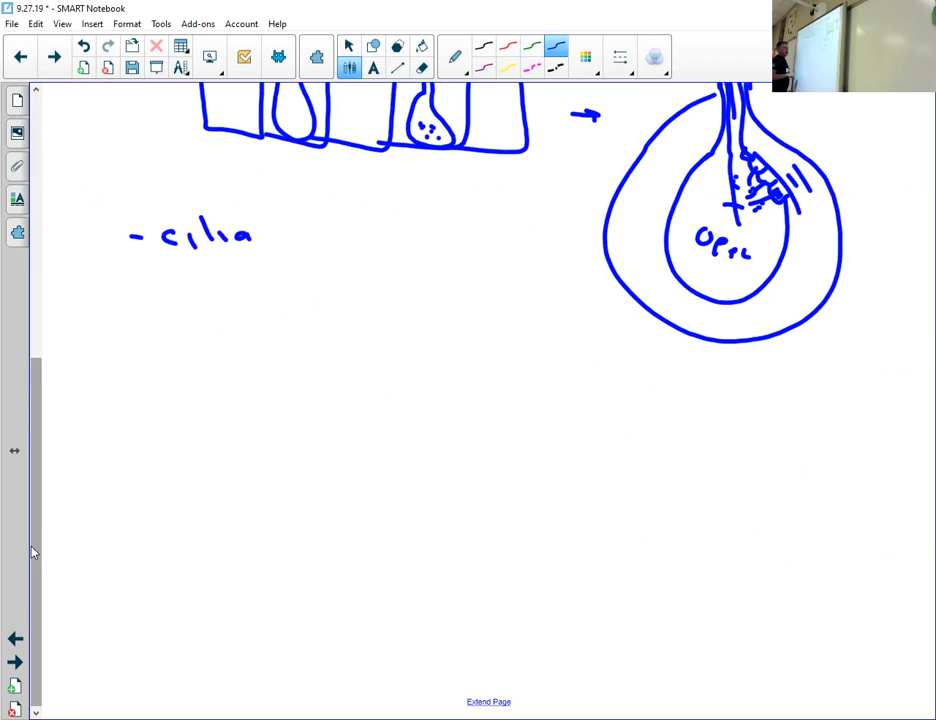 9.27.19 * - SMART Notebook
File Edit View Insert Format Tools Add-ons Account Help
- cilia
Extend Page